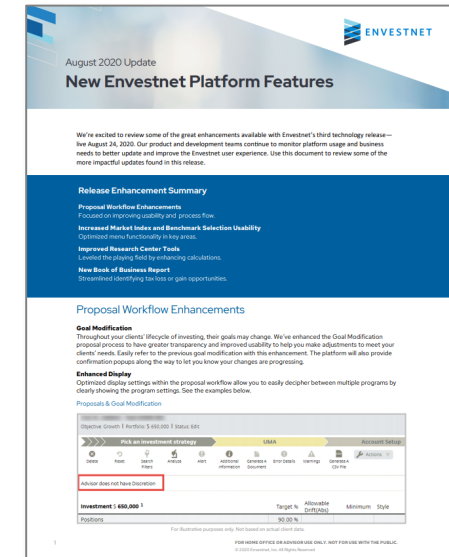 ENVESTNET
August 2020 Update
New Envestnet Platform Features
We're excited to review some of the great enhancements available with Envestnet's third technology release—
live August 24, 2020. Our product and development teams continue to monitor platform usage and business
needs to better update and improve the Envestnet user experience. Use this document to review some of the
more impactful updates found in this release.
Release Enhancement Summary
Proposal Workflow Enhancements
Focused on improving usability and process flow.
Increased Market Index and Benchmark Selection Usability
Optimized menu functionality in key areas.
Improved Research Center Tools
Leveled the playing field by enhancing calculations.
New Book of Business Report
Streamlined identifying tax loss or gain opportunities.
Proposal Workflow Enhancements
Goal Modification
Throughout your clients' lifecycle of investing, their goals may change. We've enhanced the Goal Modification
proposal process to have greater transparency and improved usability to help you make adjustments to meet your
clients' needs. Easily refer to the previous goal modification with this enhancement. The platform will also provide
confirmation popups along the way to let you know your changes are progressing.
Enhanced Display
Optimized display settings within the proposal workflow allow you to easily decipher between multiple programs by
clearly showing the program settings. See the examples below.
Proposals & Goal Modification
Objective: Growth | Portfolio: $ 650,000 | Status: Edit
Pick an investment strategy UMA Account Setup
Delete Reset Search Filters Analyze Alert Additional Information Generate A Document Error Details Warnings Generate A CSV File Actions
Advisor does not have Discretion
Investment $ 650,000 Target % Allowable Drift(Abs) Minimum Style
Positions 90.00 %
For illustrative purposes only. Not based on actual client data.
1 FOR HOME OFFICE OR ADVISOR USE ONLY. NOT FOR USE WITH THE PUBLIC.
© 2020 Envestnet, Inc. All Rights Reserved